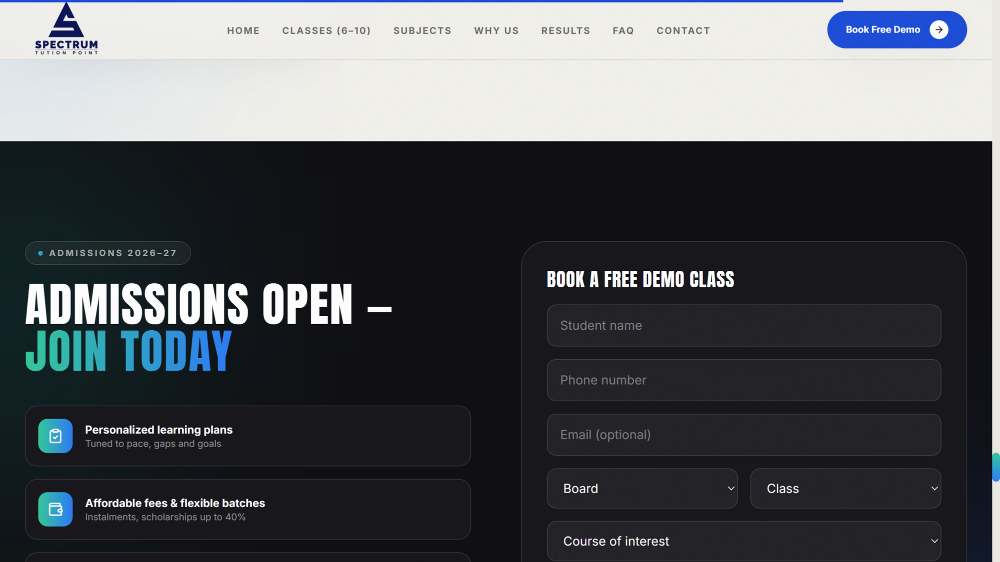 SPECTRUM
TUTION POINT
HOME
CLASSES (6–10)
SUBJECTS
WHY US
RESULTS
FAQ
CONTACT
Book Free Demo
ADMISSIONS 2026–27
ADMISSIONS OPEN —
JOIN TODAY
Personalized learning plans
Tuned to pace, gaps and goals
Affordable fees & flexible batches
Instalments, scholarships up to 40%
BOOK A FREE DEMO CLASS
Student name
Phone number
Email (optional)
Board
Class
Course of interest